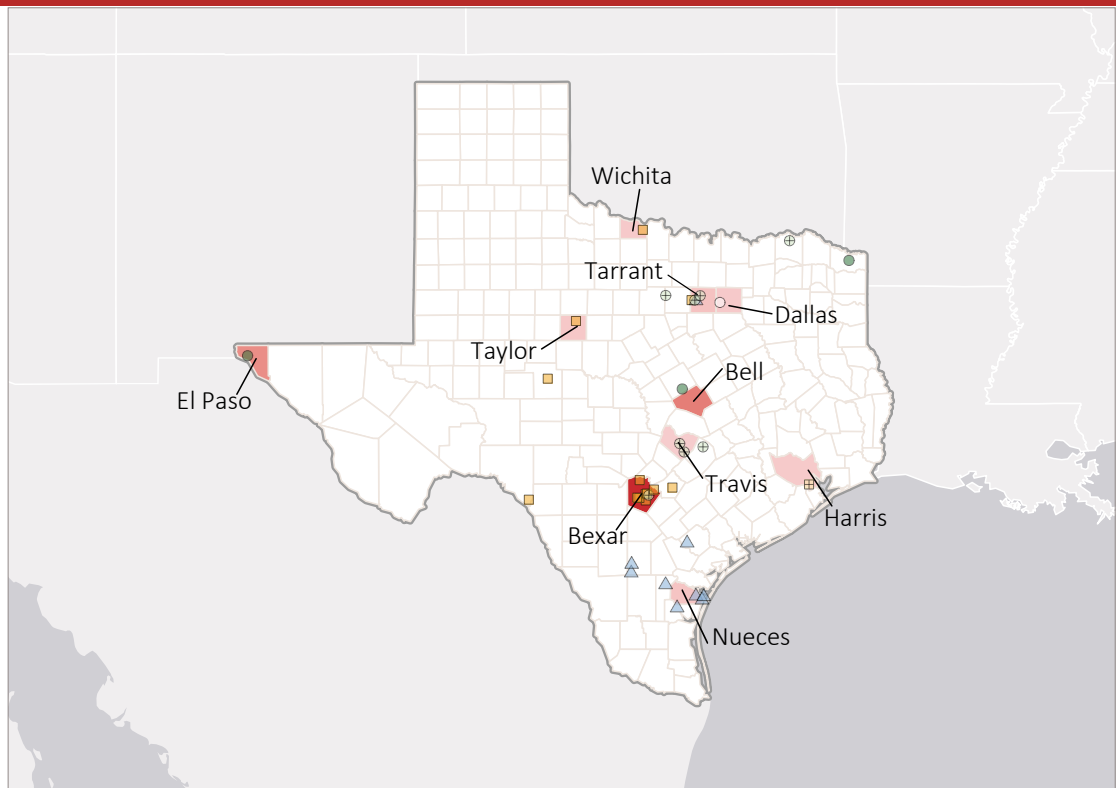 Wichita
Tarrant
Dallas
Taylor
Bell
El Paso
Travis
Harris
Bexar
Nueces